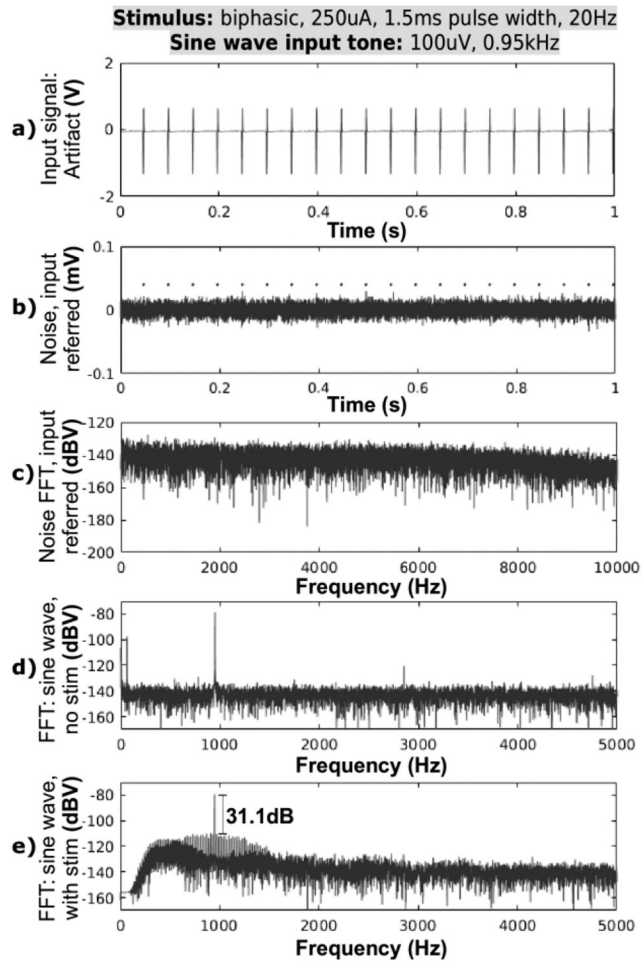 Stimulus: biphasic, 250uA, 1.5ms pulse width, 20Hz
Sine wave input tone: 100uV, 0.95kHz
a)
Input signal:
Artifact (V)
2
0
-2
0
0.2
0.4
0.6
0.8
1
Time (s)
b)
Noise, input
referred (mV)
0.1
0
-0.1
0
0.2
0.4
0.6
0.8
1
Time (s)
c)
Noise FFT, input
referred (dBV)
-120
-140
-160
-180
-200
0
2000
4000
6000
8000
10000
Frequency (Hz)
d)
FFT: sine wave,
no stim (dBV)
-80
-100
-120
-140
-160
0
1000
2000
3000
4000
5000
Frequency (Hz)
e)
FFT: sine wave,
with stim (dBV)
-80
-100
-120
-140
-160
31.1dB
0
1000
2000
3000
4000
5000
Frequency (Hz)